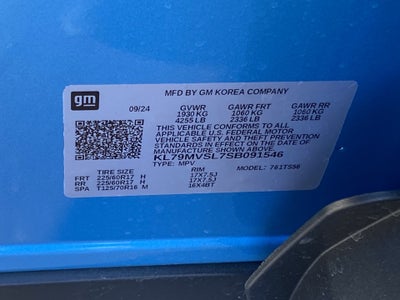 gm
MFD BY GM KOREA COMPANY
09/24 GVWR GAWR FRT GAWR RR
1930 KG 1060 KG 1060 KG
4255 LB 2336 LB 2336 LB
THIS VEHICLE CONFORMS TO ALL
APPLICABLE U.S. FEDERAL MOTOR
VEHICLE SAFETY AND BUMPER
STANDARDS IN EFFECT ON THE DATE OF
MANUFACTURE SHOWN ABOVE.
KL79MVSL7SB091546
TYPE: MPV MODEL: 761TS56
TIRE SIZE RIM
FRT 225/60R17 H 17X7.5J
RR 225/60R17 H 17X7.5J
SPA T125/70R16 M 16X4BT